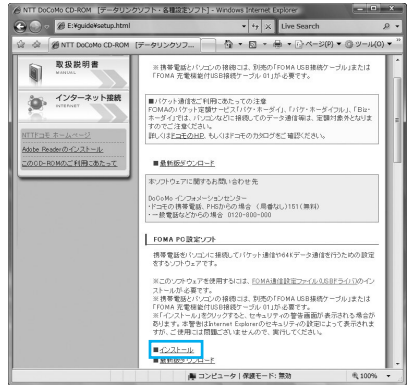 NTT DoCoMo CD-ROM [データリンクソフト・各種設定ソフト] - Windows Internet Explorer
E:¥guide¥setup.html
Live Search
NTT DoCoMo CD-ROM [データリンクソフ...
ページ(P) ツール(O)
取扱説明書
MANUAL
インターネット接続
INTERNET
NTTドコモ ホームページ
Adobe Readerのインストール
このCD-ROMのご利用にあたって
※携帯電話とパソコンの接続には、別売の「FOMA USB接続ケーブル」または
「FOMA 充電機能付USB接続ケーブル 01」が必要です。
■パケット通信をご利用にあたっての注意
FOMAのパケット定額サービス「パケ・ホーダイ」、「パケ・ホーダイフル」、「Biz・
ホーダイ」では、パソコンなどに接続してのデータ通信等は、定額対象外となりま
すのでご注意ください。
詳しくはドコモのHP、もしくはドコモのカタログをご確認ください。
■最新版ダウンロード
本ソフトウェアに関するお問い合わせ先
DoCoMo インフォメーションセンター
・ドコモの携帯電話、PHSからの場合 (局番なし)151(無料)
・一般電話などからの場合 0120-800-000
FOMA PC設定ソフト
携帯電話をパソコンに接続してパケット通信や64Kデータ通信を行うための設定
をするソフトウェアです。
※このソフトウェアを使用するには、FOMA通信設定ファイル(USBドライバ)のイン
ストールが必要です。
※携帯電話とパソコンの接続には、別売の「FOMA USB接続ケーブル」または
「FOMA 充電機能付USB接続ケーブル 01」が必要です。
※「インストール」をクリックすると、セキュリティの警告画面が表示される場合が
あります。本警告はInternet Explorerのセキュリティの設定によって表示されま
すが、ご使用には問題ございませんので、実行してください。
■インストール
■最新版ダウンロード
コンピュータ | 保護モード: 無効
100%